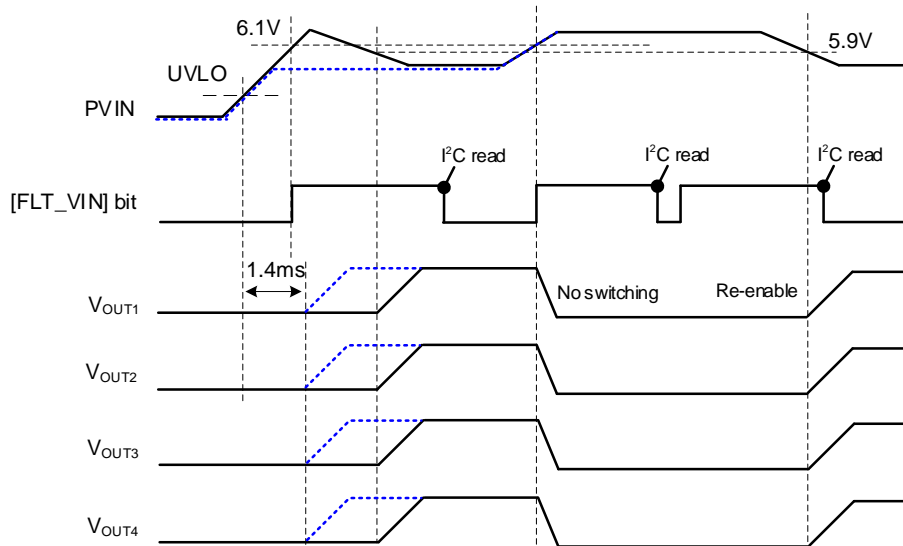 6.1V
5.9V
UVLO
PVIN
I²C read
I²C read
I²C read
[FLT_VIN] bit
1.4ms
No switching
Re-enable
VOUT1
VOUT2
VOUT3
VOUT4